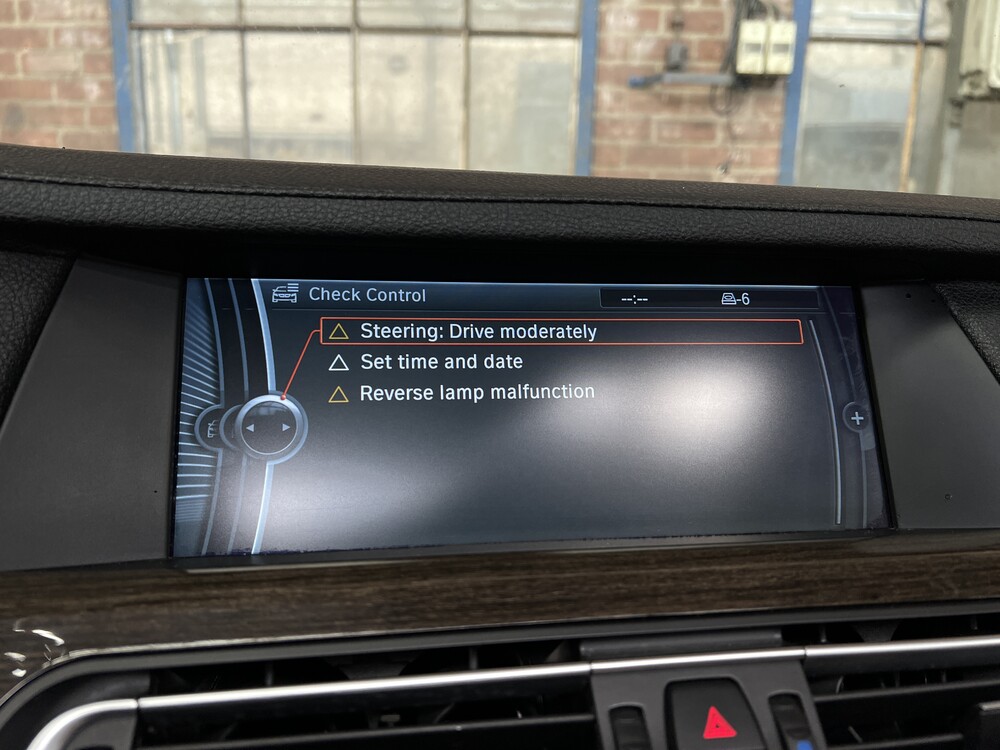 Check Control
--:--
-6
Steering: Drive moderately
Set time and date
Reverse lamp malfunction
+